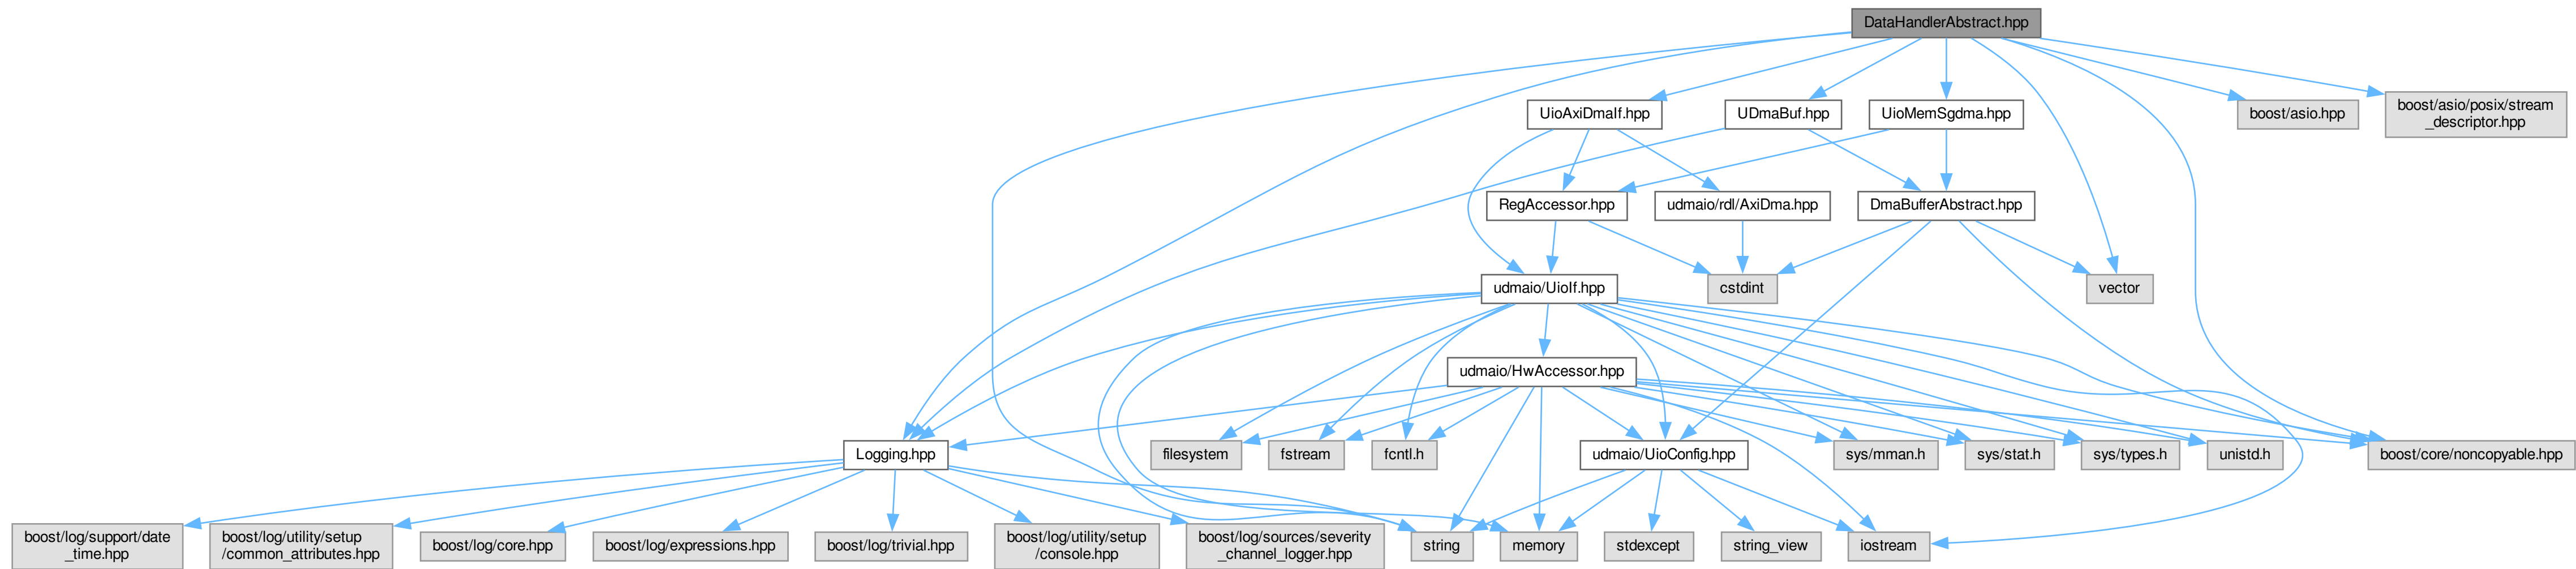 DataHandlerAbstract.hpp
UioAxiDmaIf.hpp
UDmaBuf.hpp
UioMemSgdma.hpp
boost/asio.hpp
boost/asio/posix/stream
_descriptor.hpp
RegAccessor.hpp
udmaio/rdl/AxiDma.hpp
DmaBufferAbstract.hpp
udmaio/UioIf.hpp
cstdint
vector
udmaio/HwAccessor.hpp
Logging.hpp
filesystem
fstream
fcntl.h
udmaio/UioConfig.hpp
sys/mman.h
sys/stat.h
sys/types.h
unistd.h
boost/core/noncopyable.hpp
boost/log/support/date
_time.hpp
boost/log/utility/setup
/common_attributes.hpp
boost/log/core.hpp
boost/log/expressions.hpp
boost/log/trivial.hpp
boost/log/utility/setup
/console.hpp
boost/log/sources/severity
_channel_logger.hpp
string
memory
stdexcept
string_view
iostream